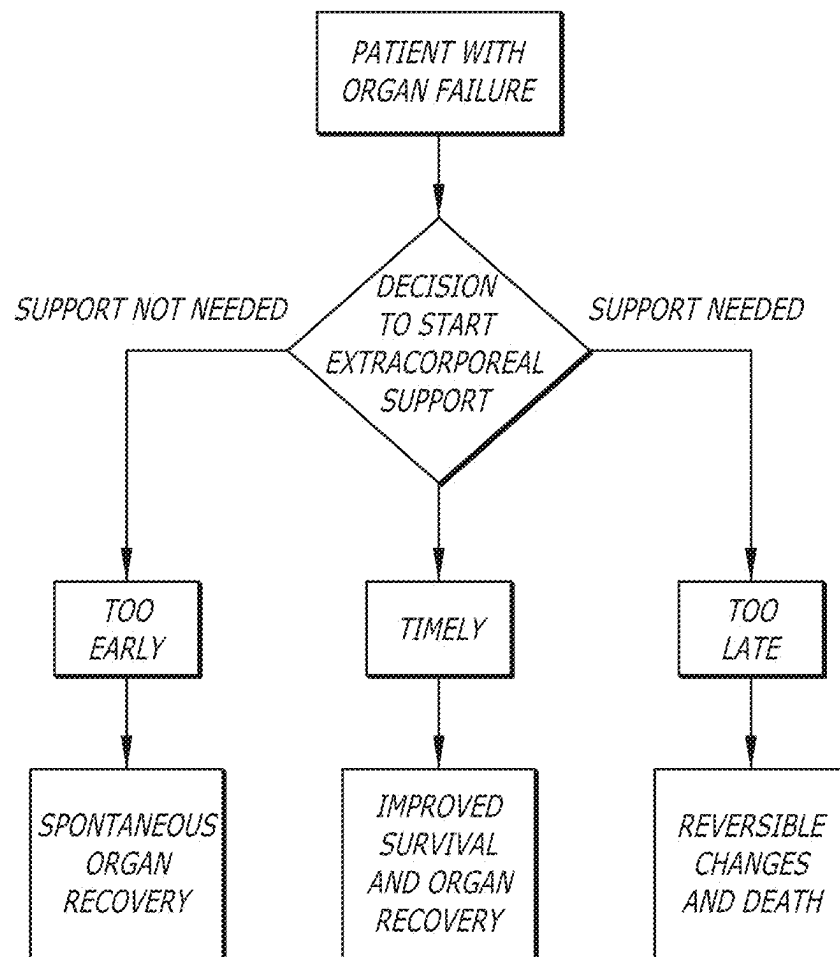 PATIENT WITH
ORGAN FAILURE
DECISION
TO START
EXTRACORPOREAL
SUPPORT
SUPPORT NOT NEEDED
SUPPORT NEEDED
TOO
EARLY
TIMELY
TOO
LATE
SPONTANEOUS
ORGAN
RECOVERY
IMPROVED
SURVIVAL
AND ORGAN
RECOVERY
REVERSIBLE
CHANGES
AND DEATH